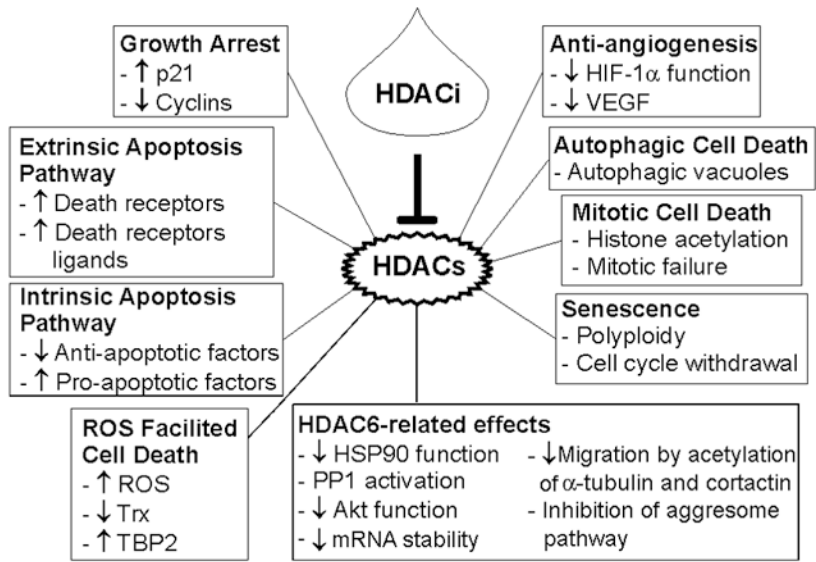 HDACi
HDACs
Growth Arrest
- ↑ p21
- ↓ Cyclins
Extrinsic Apoptosis
Pathway
- ↑ Death receptors
- ↑ Death receptors
ligands
Intrinsic Apoptosis
Pathway
- ↓ Anti-apoptotic factors
- ↑ Pro-apoptotic factors
ROS Facilited
Cell Death
- ↑ ROS
- ↓ Trx
- ↑ TBP2
HDAC6-related effects
- ↓ HSP90 function
- PP1 activation
- ↓ Akt function
- ↓ mRNA stability
- ↓Migration by acetylation
of α-tubulin and cortactin
- Inhibition of aggresome
pathway
Anti-angiogenesis
- ↓ HIF-1α function
- ↓ VEGF
Autophagic Cell Death
- Autophagic vacuoles
Mitotic Cell Death
- Histone acetylation
- Mitotic failure
Senescence
- Polyploidy
- Cell cycle withdrawal